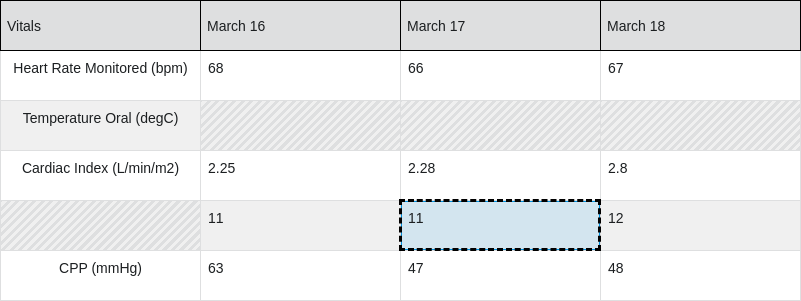 Vitals March 16 March 17 March 18
Heart Rate Monitored (bpm) 68 66 67
Temperature Oral (degC)
Cardiac Index (L/min/m2) 2.25 2.28 2.8
11 11 12
CPP (mmHg) 63 47 48